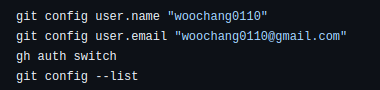 git config user.name "woochang0110"
git config user.email "woochang0110@gmail.com"
gh auth switch
git config --list